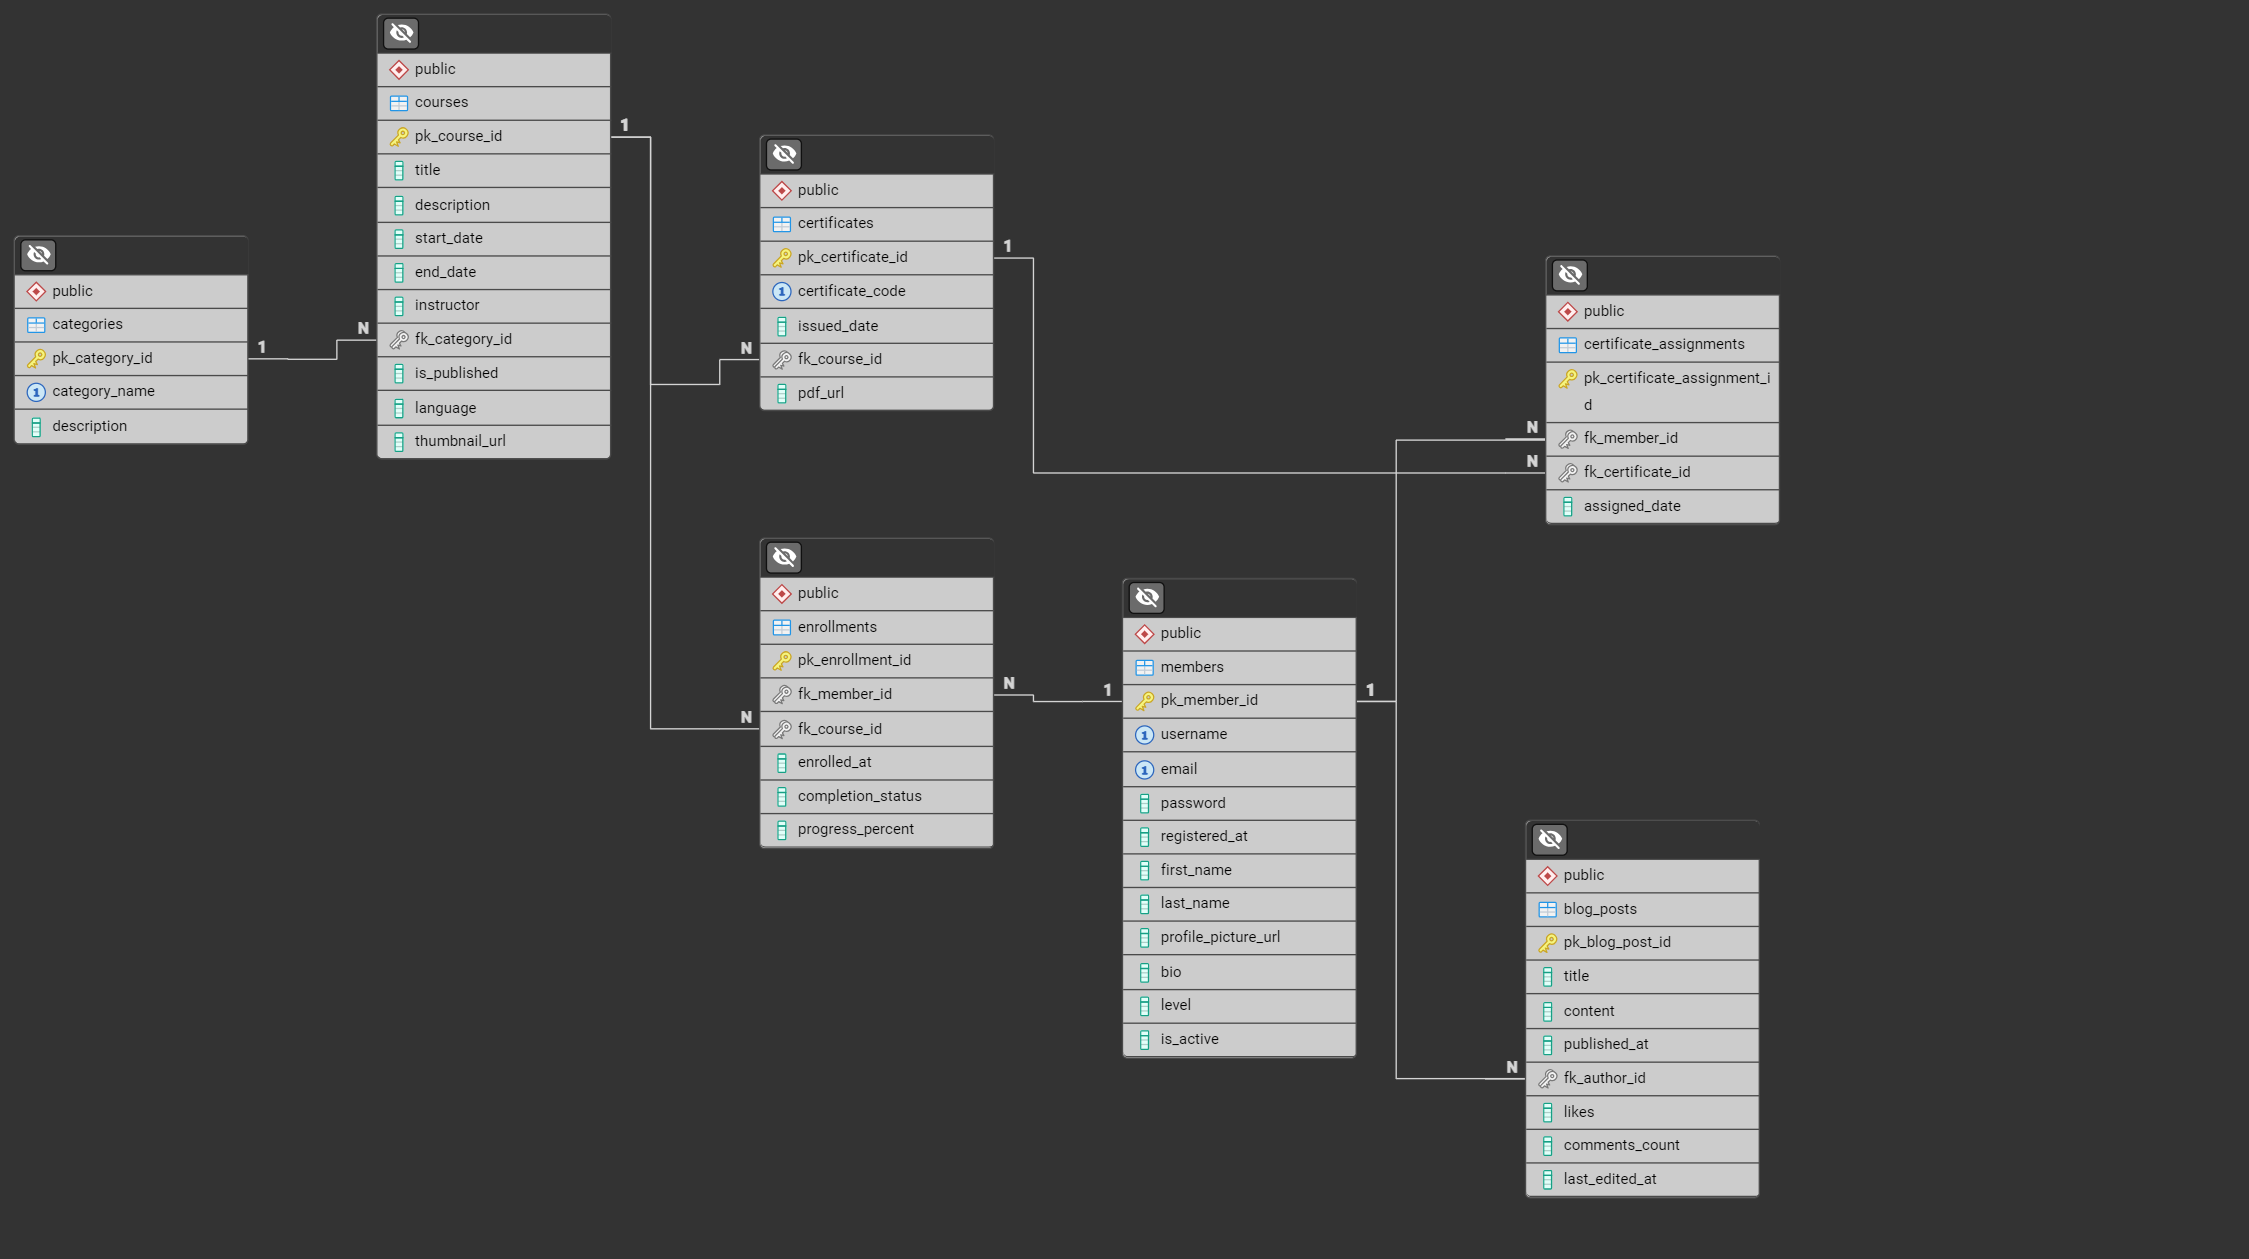 public
categories
pk_category_id
1
category_name
description
public
courses
pk_course_id
1
title
description
start_date
end_date
instructor
N
fk_category_id
is_published
language
thumbnail_url
public
certificates
pk_certificate_id
1
certificate_code
issued_date
N
fk_course_id
pdf_url
public
enrollments
pk_enrollment_id
fk_member_id
N
N
fk_course_id
enrolled_at
completion_status
progress_percent
public
members
1
pk_member_id
1
username
email
password
registered_at
first_name
last_name
profile_picture_url
bio
level
is_active
public
certificate_assignments
pk_certificate_assignment_i
d
N
fk_member_id
N
fk_certificate_id
assigned_date
public
blog_posts
pk_blog_post_id
title
content
published_at
N
fk_author_id
likes
comments_count
last_edited_at